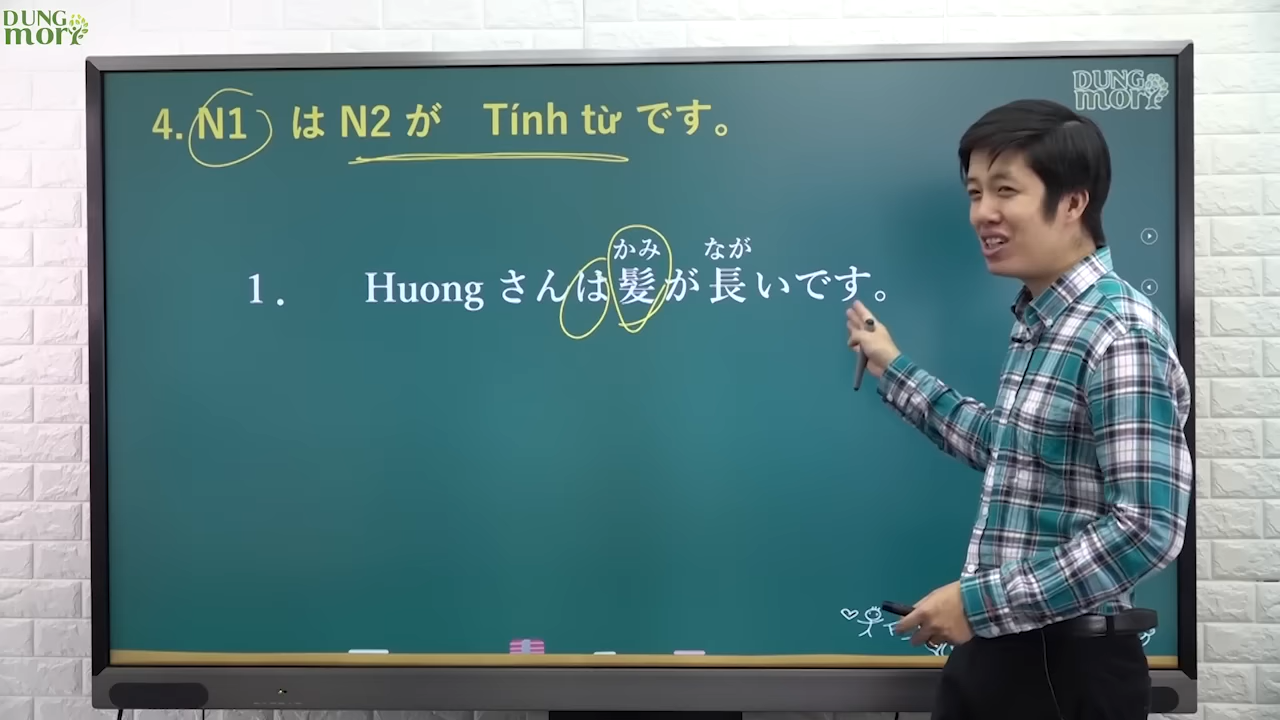 DUNG
mori
DUNG
mori
4. N1 は N2 が Tính từ です。
かみ なが
1. Huong さんは髪が長いです。